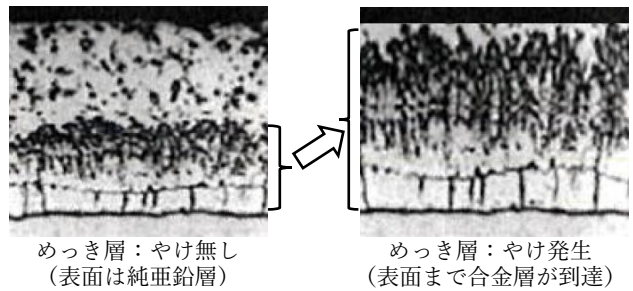 めっき層：やけ無し
（表面は純亜鉛層）
めっき層：やけ発生
（表面まで合金層が到達）